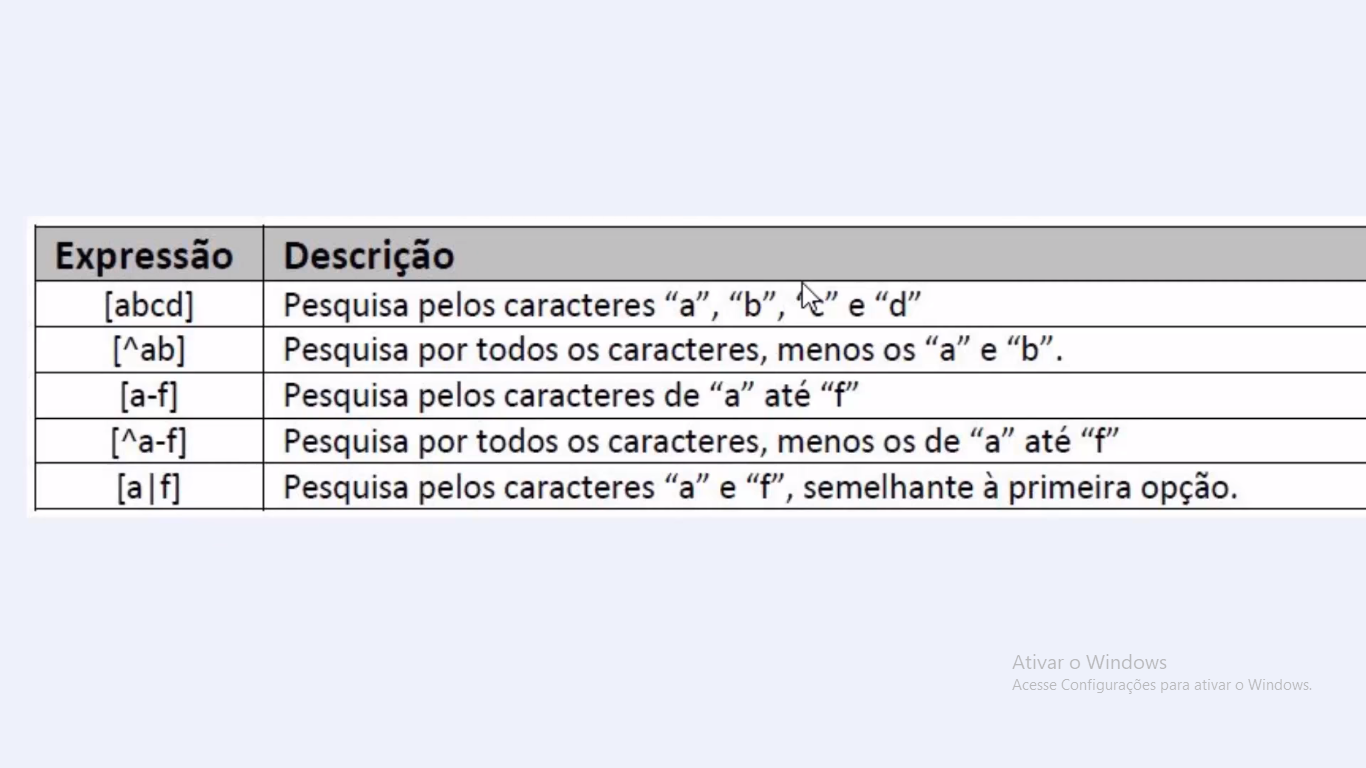 Expressão Descrição
[abcd] Pesquisa pelos caracteres “a”, “b”, “c” e “d”
[^ab] Pesquisa por todos os caracteres, menos os “a” e “b”.
[a-f] Pesquisa pelos caracteres de “a” até “f”
[^a-f] Pesquisa por todos os caracteres, menos os de “a” até “f”
[a|f] Pesquisa pelos caracteres “a” e “f”, semelhante à primeira opção.
Ativar o Windows
Acesse Configurações para ativar o Windows.